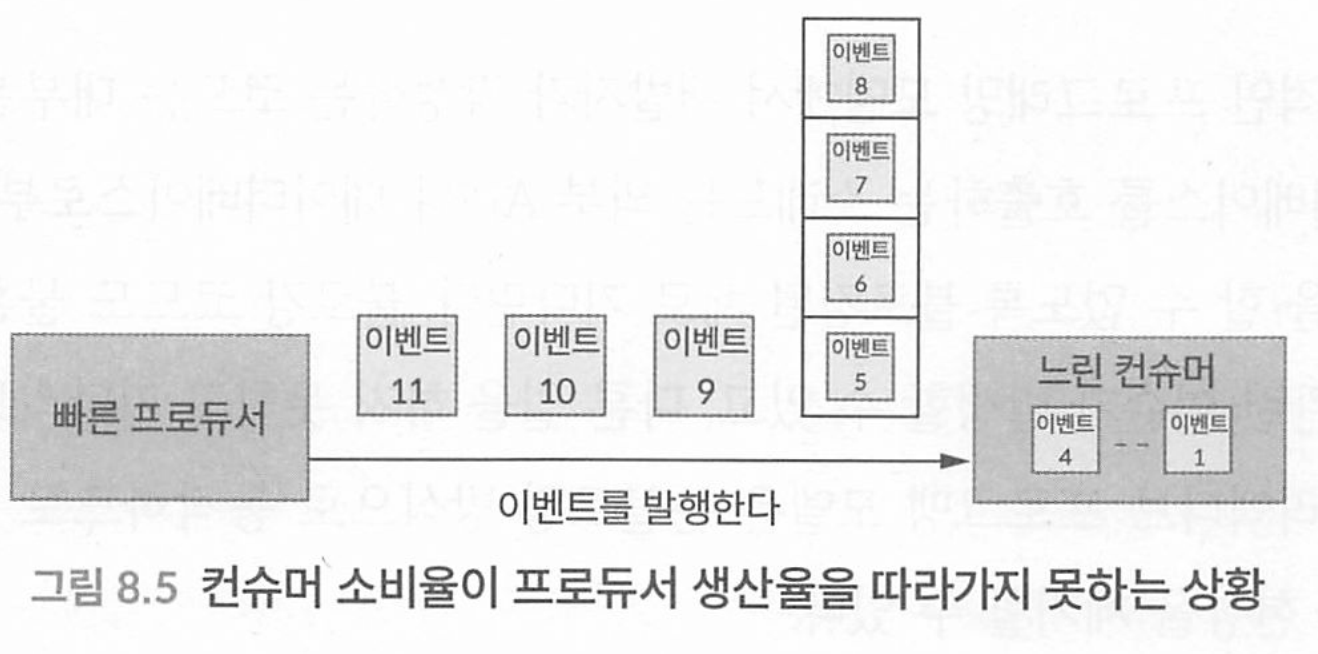 이벤트
8
이벤트
7
이벤트
6
이벤트
5
이벤트
11
이벤트
10
이벤트
9
빠른 프로듀서
느린 컨슈머
이벤트
4
--
이벤트
1
이벤트를 발행한다
그림 8.5 컨슈머 소비율이 프로듀서 생산율을 따라가지 못하는 상황